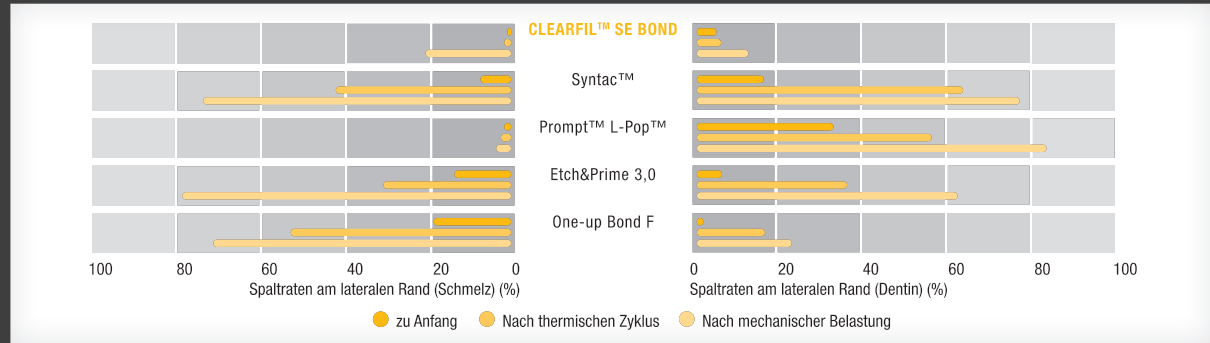 CLEARFIL™ SE BOND
Syntac™
Prompt™ L-Pop™
Etch&Prime 3,0
One-up Bond F
100 80 60 40 20 0
0 20 40 60 80 100
Spaltraten am lateralen Rand (Schmelz) (%)
Spaltraten am lateralen Rand (Dentin) (%)
zu Anfang
Nach thermischen Zyklus
Nach mechanischer Belastung